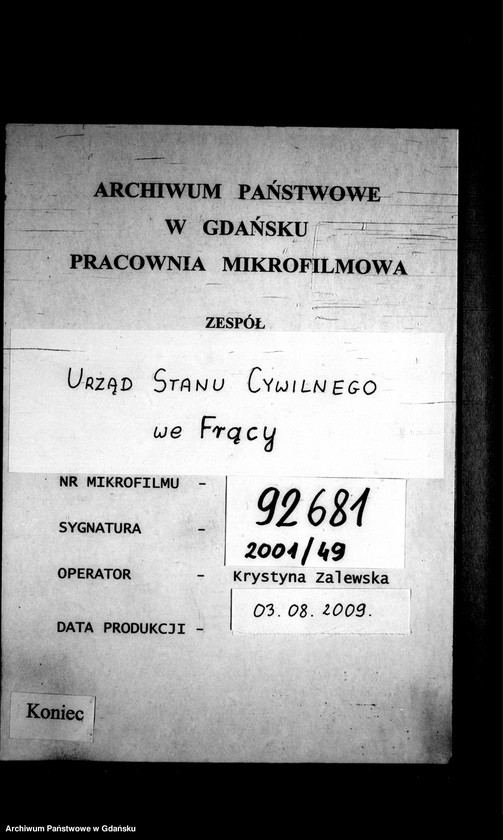 ARCHIWUM PAŃSTWOWE
W GDAŃSKU
PRACOWNIA MIKROFILMOWA
ZESPÓŁ
URZĄD STANU CYWILNEGO
we Frący
NR MIKROFILMU - 92681
SYGNATURA - 2001/49
OPERATOR - Krystyna Zalewska
DATA PRODUKCJI - 03.08.2009.
Koniec
Archiwum Państwowe w Gdańsku